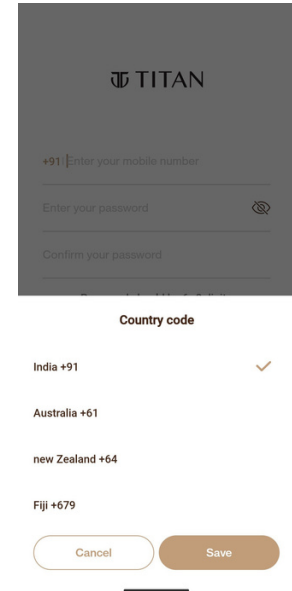 TITAN
+91 Enter your mobile number
Enter your password
Confirm your password
Country code
India +91
Australia +61
new Zealand +64
Fiji +679
Cancel Save